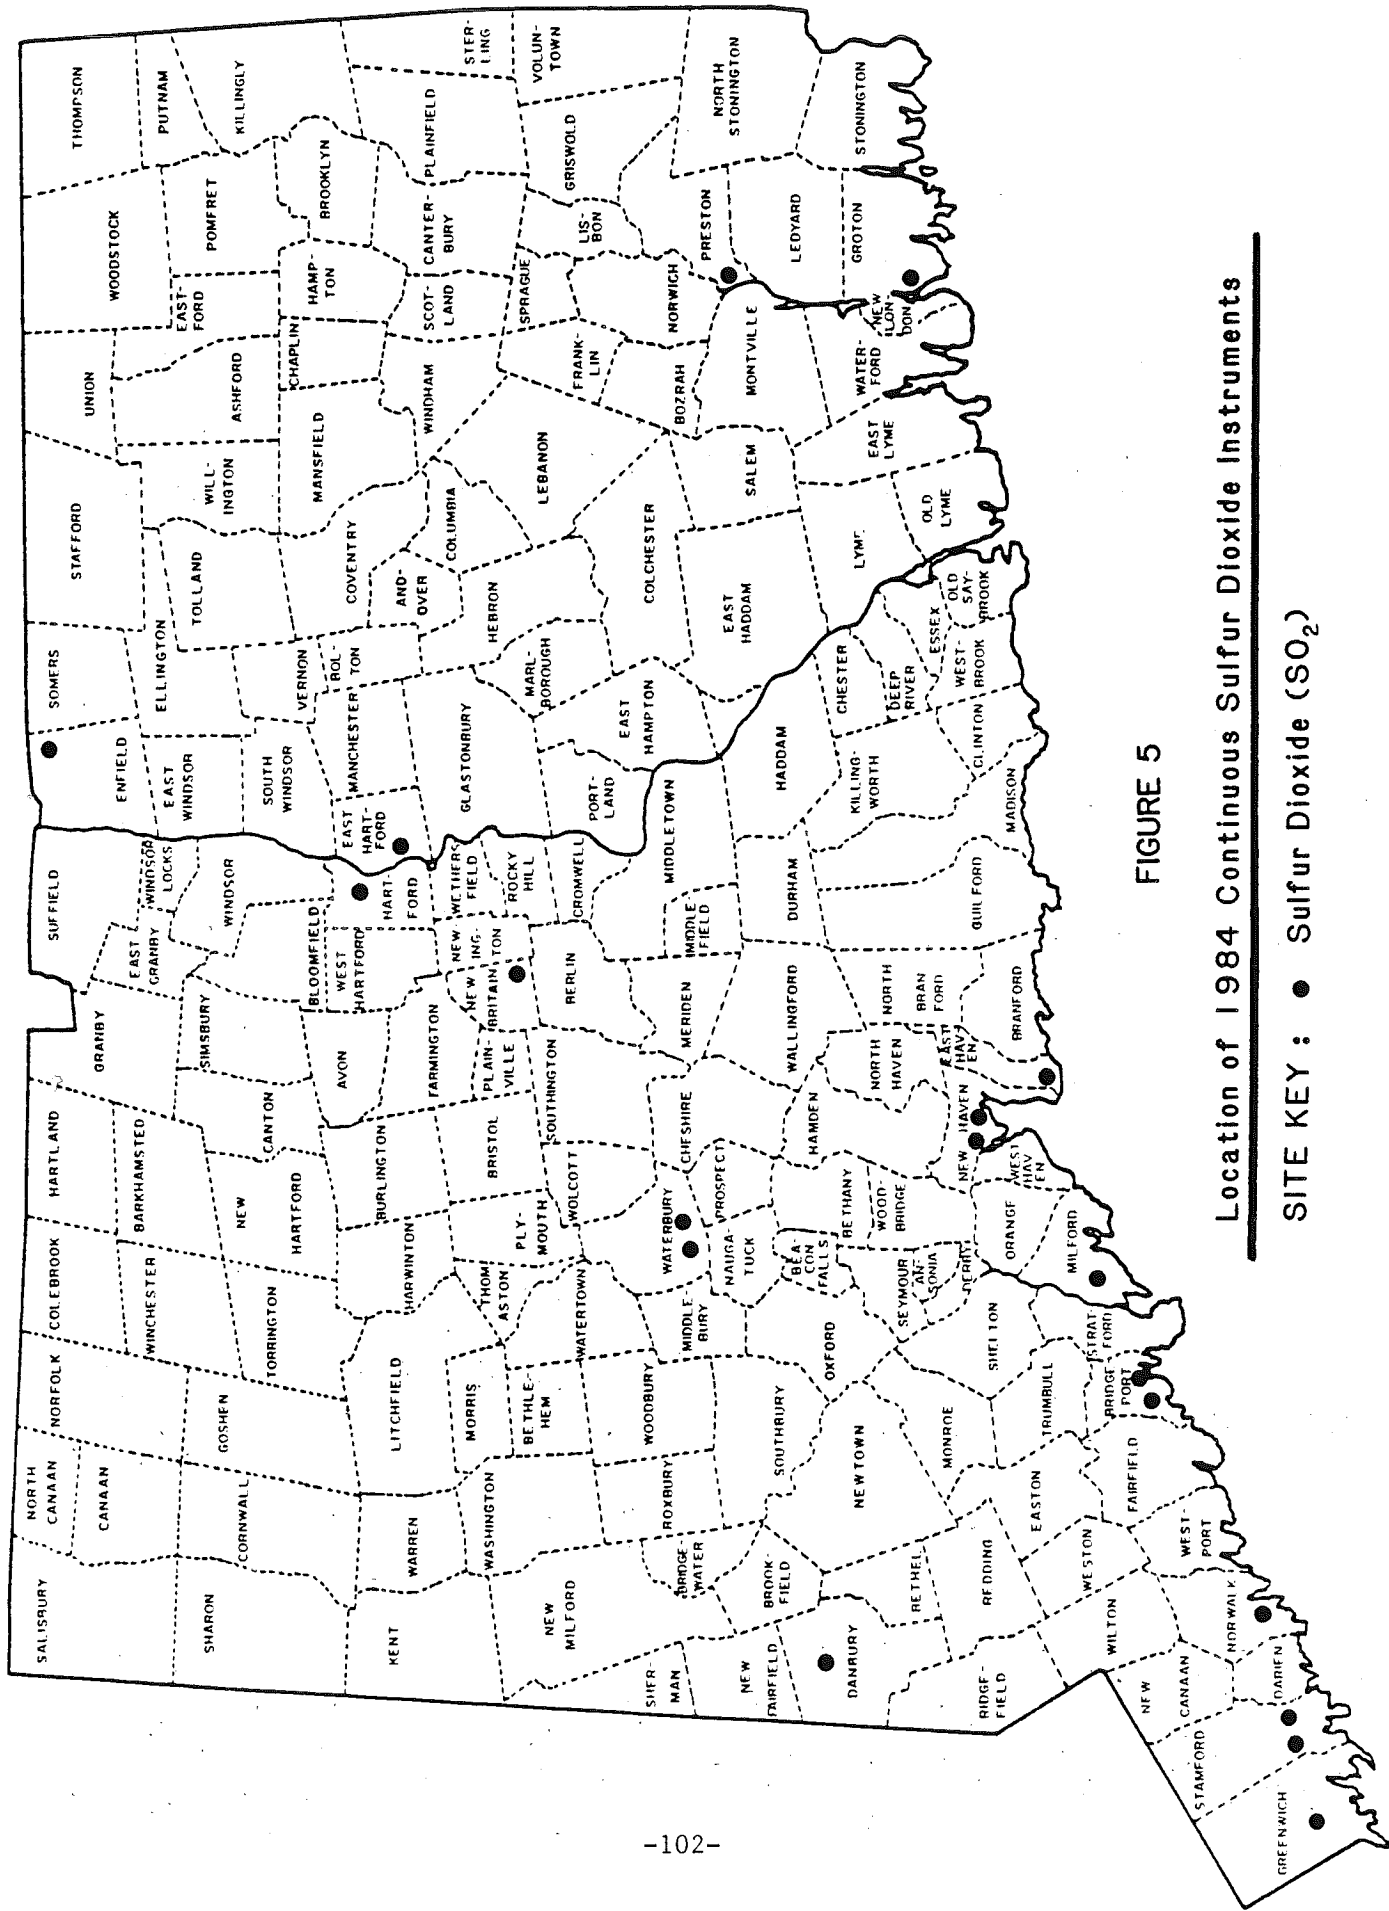 SALISBURY
NORTH
CANAAN
CANAAN
NORFOLK
COLEBROOK
HARTLAND
SUFFIELD
ENFIELD
SOMERS
STAFFORD
UNION
WOODSTOCK
THOMPSON
SHARON
CORNWALL
GOSHEN
WINCHESTER
BARKHAMSTED
GRANBY
EAST
GRANBY
WINDSOR
LOCKS
EAST
WINDSOR
ELLINGTON
TOLLAND
WILL-
INGTON
ASHFORD
EAST-
FORD
POMFRET
PUTNAM
KILLINGLY
TORRINGTON
NEW
HARTFORD
CANTON
SIMSBURY
WINDSOR
BLOOMFIELD
SOUTH
WINDSOR
VERNON
KENT
WARREN
LITCHFIELD
HARWINTON
BURLINGTON
AVON
WEST
HARTFORD
HART-
FORD
EAST
HART-
FORD
MANCHESTER
BOL-
TON
COVENTRY
AND-
OVER
MANSFIELD
CHAPLIN
HAMP-
TON
BROOKLYN
NEW
MILFORD
WASHINGTON
MORRIS
BETHLE-
HEM
THOM
ASTON
PLY-
MOUTH
BRISTOL
FARMINGTON
PLAIN-
VILLE
NEW
BRITAIN
NEW-
ING-
TON
WETHERS
FIELD
ROCKY
HILL
GLASTONBURY
HEBRON
COLUMBIA
WINDHAM
SCOT-
LAND
CANTER-
BURY
PLAINFIELD
STER-
LING
WATERTOWN
WOLCOTT
SOUTHINGTON
BERLIN
CROMWELL
PORT-
LAND
MARL-
BOROUGH
EAST
HAMPTON
LEBANON
FRANK-
LIN
SPRAGUE
LIS-
BON
GRISWOLD
VOLUN-
TOWN
SHER-
MAN
BRIDGE-
WATER
ROXBURY
WOODBURY
MIDDLE-
BURY
WATERBURY
CHESHIRE
MERIDEN
MIDDLE-
FIELD
MIDDLETOWN
COLCHESTER
BOZRAH
NORWICH
PRESTON
NORTH
STONINGTON
NEW
FAIRFIELD
BROOK-
FIELD
SOUTHBURY
NAUGA-
TUCK
PROSPECT
WALLINGFORD
DURHAM
HADDAM
EAST
HADDAM
SALEM
MONTVILLE
LEDYARD
DANBURY
NEWTOWN
OXFORD
BEA-
CON
FALLS
BETHANY
HAMDEN
BETHEL
SEYMOUR
AN-
SONIA
WOOD-
BRIDGE
NORTH
HAVEN
NORTH
BRAN
FORD
KILLING-
WORTH
CHESTER
DEEP
RIVER
ESSEX
LYME
EAST
LYME
WATER-
FORD
NEW
LON-
DON
GROTON
STONINGTON
RIDGE-
FIELD
REDDING
MONROE
SHELTON
DERBY
ORANGE
NEW
HAVEN
WEST
HAV
EN
EAST
HAV-
EN
BRANFORD
GUILFORD
MADISON
CLINTON
WEST-
BROOK
OLD
SAY-
BROOK
OLD
LYME
EASTON
TRUMBULL
STRAT-
FORD
MILFORD
WILTON
WESTON
FAIRFIELD
BRIDGE-
PORT
NEW
CANAAN
NORWALK
WEST-
PORT
STAMFORD
DARIEN
GREENWICH
FIGURE 5
Location of 1984 Continuous Sulfur Dioxide Instruments
SITE KEY : ● Sulfur Dioxide (SO₂)
-102-